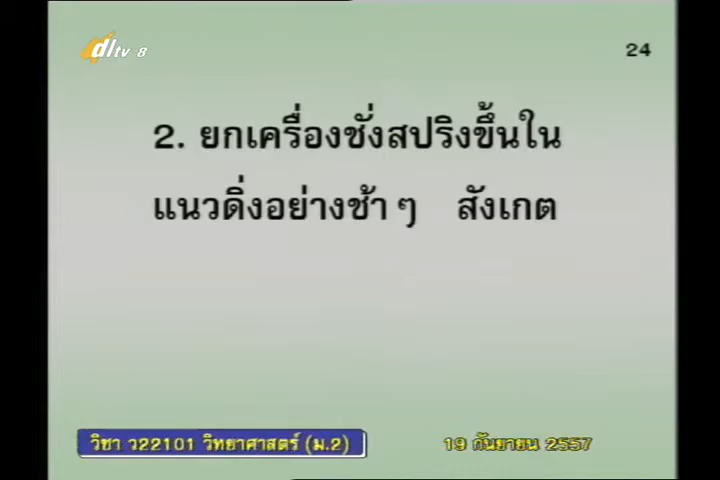 dltv 8
24
2. ยกเครื่องชั่งสปริงขึ้นใน
แนวดิ่งอย่างช้า ๆ สังเกต
วิชา ว22101 วิทยาศาสตร์ (ม.2)
19 กันยายน 2557